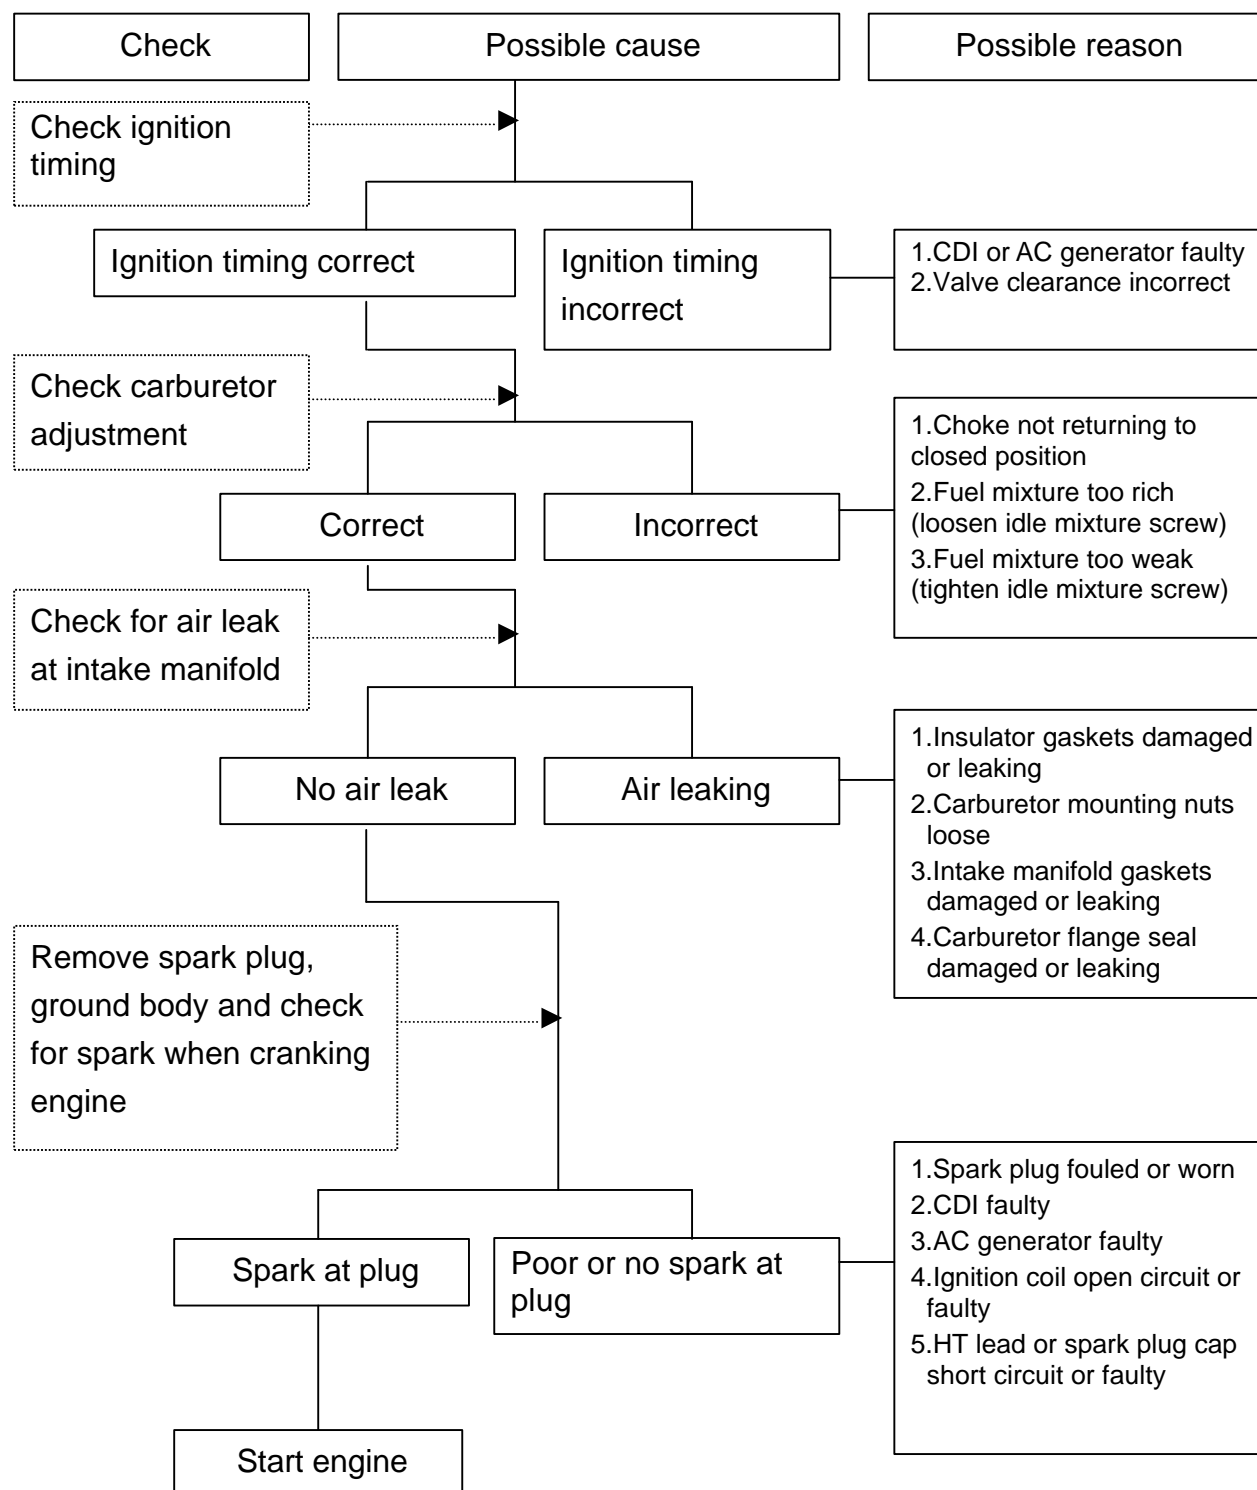 Check
Possible cause
Possible reason
Check ignition
timing
Ignition timing correct
Ignition timing
incorrect
1.CDI or AC generator faulty
2.Valve clearance incorrect
Check carburetor
adjustment
Correct
Incorrect
1.Choke not returning to
closed position
2.Fuel mixture too rich
(loosen idle mixture screw)
3.Fuel mixture too weak
(tighten idle mixture screw)
Check for air leak
at intake manifold
No air leak
Air leaking
1.Insulator gaskets damaged
or leaking
2.Carburetor mounting nuts
loose
3.Intake manifold gaskets
damaged or leaking
4.Carburetor flange seal
damaged or leaking
Remove spark plug,
ground body and check
for spark when cranking
engine
Spark at plug
Poor or no spark at
plug
1.Spark plug fouled or worn
2.CDI faulty
3.AC generator faulty
4.Ignition coil open circuit or
faulty
5.HT lead or spark plug cap
short circuit or faulty
Start engine